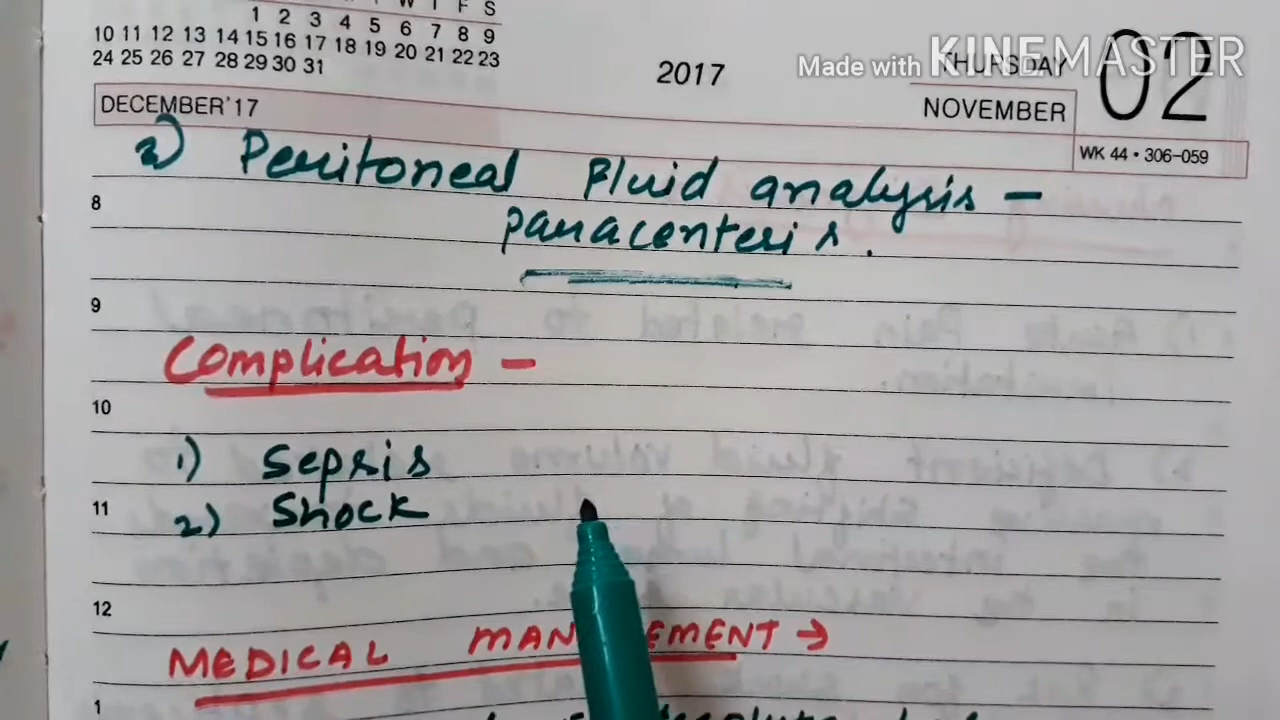 W T F S
1 2 3 4 5 6 7 8 9
10 11 12 13 14 15 16 17 18 19 20 21 22 23
24 25 26 27 28 29 30 31
2017
Made with KINEMASTER
THURSDAY
02
DECEMBER'17
NOVEMBER
WK 44 • 306-059
2) Peritoneal Fluid analysis -
8
paracentesis.
9
Complication -
10
1) Sepsis
11
2) Shock
12
MEDICAL MAN EMENT →
1